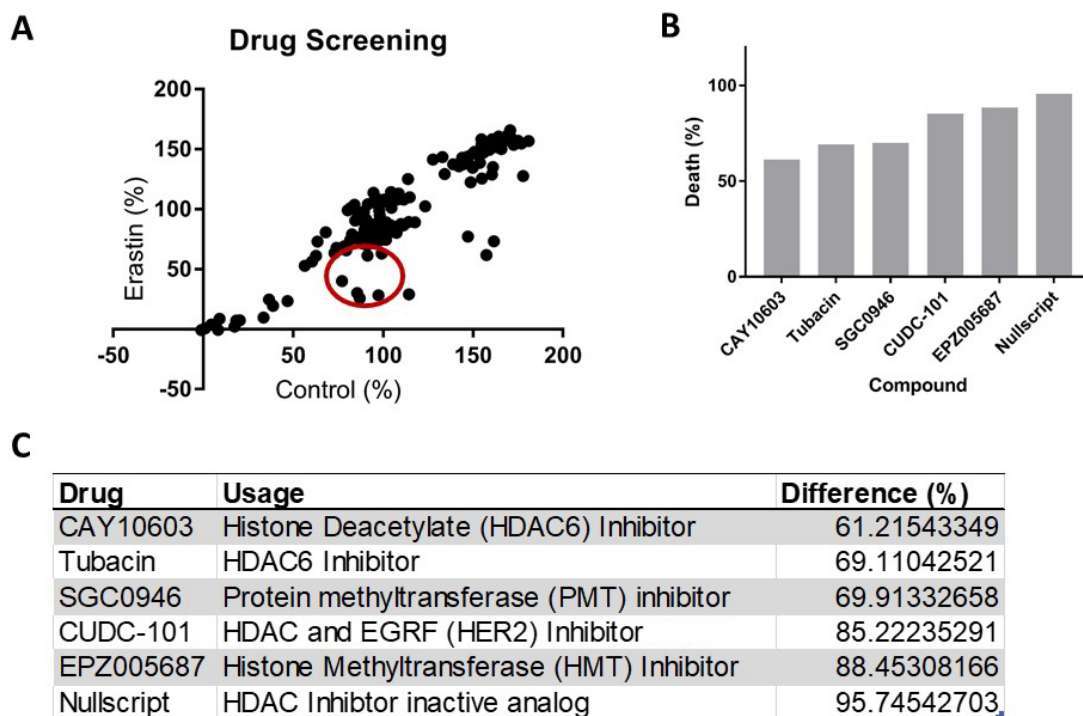 A
Drug Screening
200
150
100
50
-50
50
100
150
200
-50
Erastin (%)
Control (%)
B
100
50
0
Death (%)
CAY10603
Tubacin
SGC0946
CUDC-101
EPZ005687
Nullscript
Compound
C
Drug Usage Difference (%)
CAY10603 Histone Deacetylate (HDAC6) Inhibitor 61.21543349
Tubacin HDAC6 Inhibitor 69.11042521
SGC0946 Protein methyltransferase (PMT) inhibitor 69.91332658
CUDC-101 HDAC and EGRF (HER2) Inhibitor 85.22235291
EPZ005687 Histone Methyltransferase (HMT) Inhibitor 88.45308166
Nullscript HDAC Inhibtor inactive analog 95.74542703